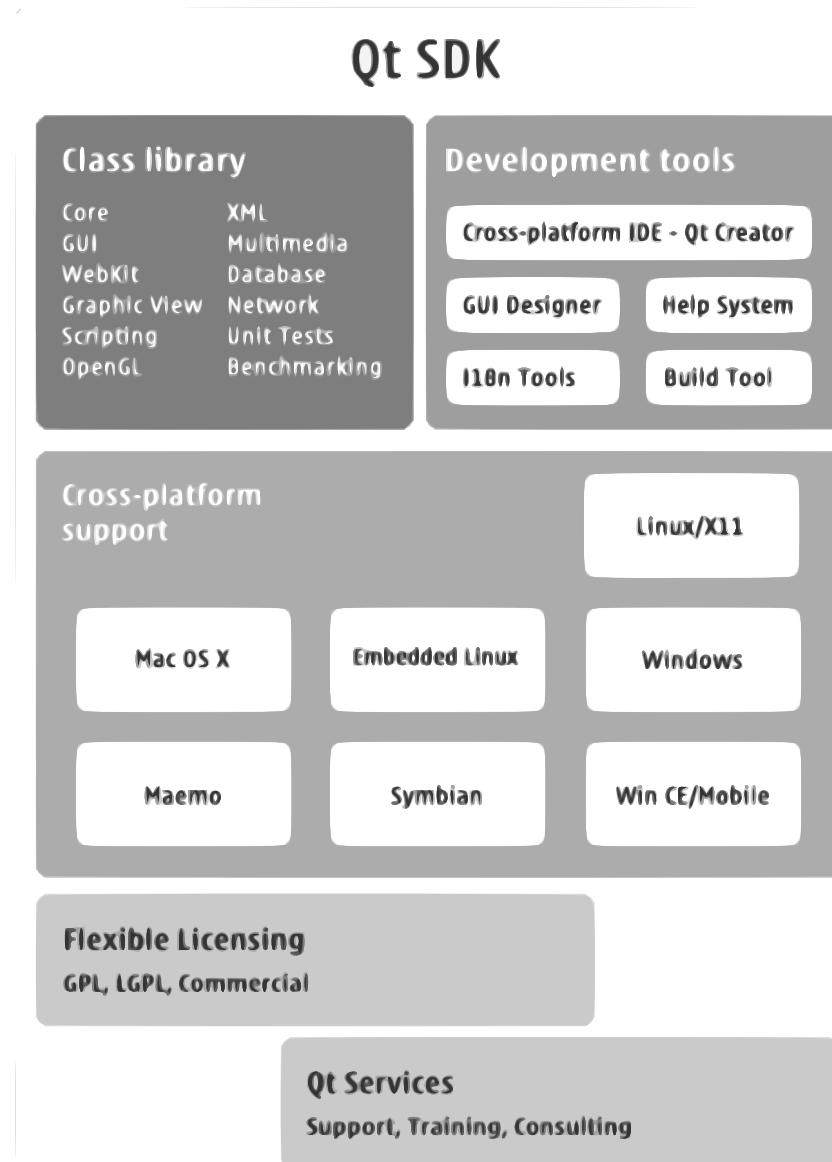 Qt SDK
Class library
Core
GUI
WebKit
Graphic View
Scripting
OpenGL
XML
Multimedia
Database
Network
Unit Tests
Benchmarking
Development tools
Cross-platform IDE - Qt Creator
GUI Designer
Help System
I18n Tools
Build Tool
Cross-platform
support
Linux/X11
Mac OS X
Embedded Linux
Windows
Maemo
Symbian
Win CE/Mobile
Flexible Licensing
GPL, LGPL, Commercial
Qt Services
Support, Training, Consulting